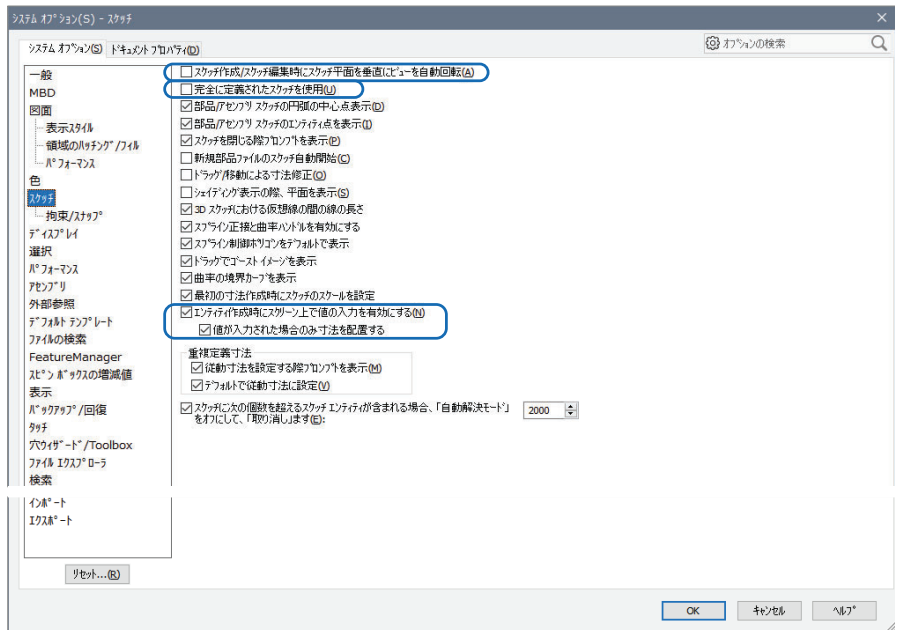 システム オプション(S) - スケッチ
システム オプション(S) ドキュメント プロパティ(D)
オプションの検索
一般
MBD
図面
表示スタイル
領域のハッチング/フィル
パフォーマンス
色
スケッチ
拘束/スナップ
ディスプレイ
選択
パフォーマンス
アセンブリ
外部参照
デフォルト テンプレート
ファイルの検索
FeatureManager
スピン ボックスの増減値
表示
バックアップ/回復
タッチ
穴ウィザード/Toolbox
ファイル エクスプローラ
検索
インポート
エクスポート
リセット...(R)
スケッチ作成/スケッチ編集時にスケッチ平面を垂直にビューを自動回転(A)
完全に定義されたスケッチを使用(U)
部品/アセンブリ スケッチの円弧の中心点表示(D)
部品/アセンブリ スケッチのエンティティ点を表示(I)
スケッチを閉じる際プロンプトを表示(P)
新規部品ファイルのスケッチ自動開始(C)
ドラッグ/移動による寸法修正(O)
シェイディング表示の際、平面を表示(S)
3D スケッチにおける仮想線の間の線の長さ
スプライン正接と曲率ハンドルを有効にする
スプライン制御ポリゴンをデフォルトで表示
ドラッグでゴースト イメージを表示
曲率の境界カーブを表示
最初の寸法作成時にスケッチのスケールを設定
エンティティ作成時にスクリーン上で値の入力を有効にする(N)
値が入力された場合のみ寸法を配置する
重複定義寸法
従動寸法を設定する際プロンプトを表示(M)
デフォルトで従動寸法に設定(V)
スケッチに次の個数を超えるスケッチ エンティティが含まれる場合、「自動解決モード」 2000
をオフにして、「取り消し」ます(E):
OK キャンセル ヘルプ